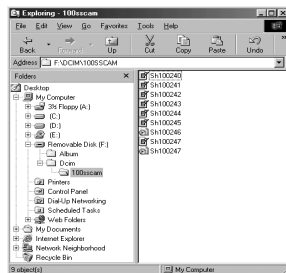 Exploring - 100sscam
File Edit View Go Favorites Tools Help
Back Forward Up Cut Copy Paste Undo »
Address F:\DCIM\100SSCAM
Folders ×
Desktop
My Computer
3½ Floppy (A:)
(C:)
(D:)
(E:)
Removable Disk (F:)
Album
Dcim
100sscam
Printers
Control Panel
Dial-Up Networking
Scheduled Tasks
Web Folders
My Documents
Internet Explorer
Network Neighborhood
Recycle Bin
Sh100240
Sh100241
Sh100242
Sh100243
Sh100244
Sh100245
Sh100246
Sh100247
Sh100247
9 object(s) My Computer